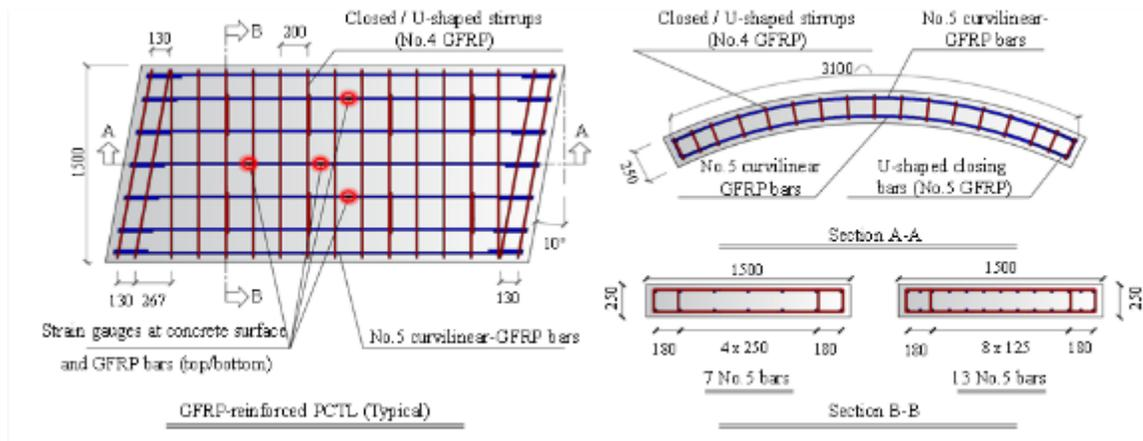 Closed / U-shaped stirrups
(No.4 GFRP)
130
B
200
A
A
1500
10°
130
267
B
130
Strain gauges at concrete surface
and GFRP bars (top/bottom)
No.5 curvilinear-GFRP bars
GFRP-reinforced PCTL (Typical)
Closed / U-shaped stirrups
(No.4 GFRP)
No.5 curvilinear-
GFRP bars
3100
250
No.5 curvilinear
GFRP bars
U-shaped closing
bars (No.5 GFRP)
Section A-A
1500
1500
250
250
180
4 x 250
180
180
8 x 125
180
7 No.5 bars
13 No.5 bars
Section B-B